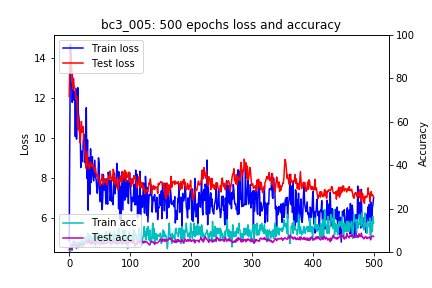 bc3_005: 500 epochs loss and accuracy
Train loss
Test loss
Train acc
Test acc
Loss
Accuracy
14
12
10
8
6
100
80
60
40
20
0
0
100
200
300
400
500